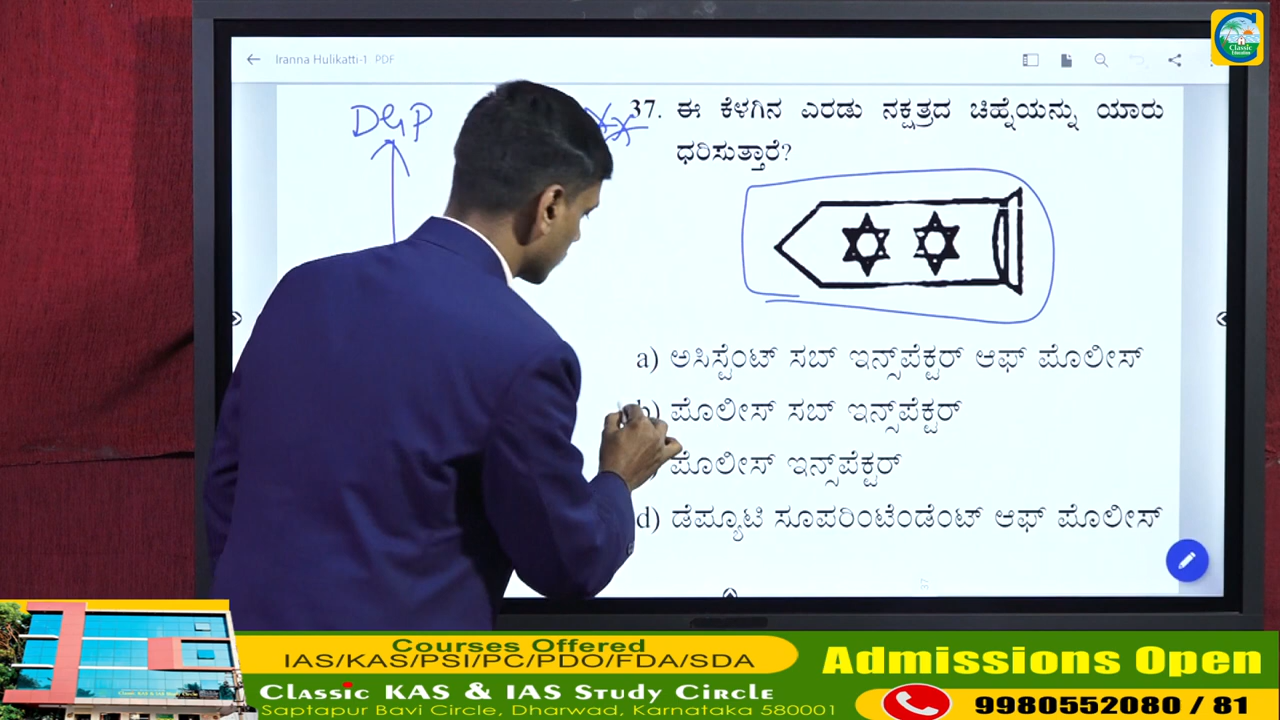 Iranna Hulikatti-1 PDF
Classic
Education
DGP
37. ಈ ಕೆಳಗಿನ ಎರಡು ನಕ್ಷತ್ರದ ಚಿಹ್ನೆಯನ್ನು ಯಾರು
ಧರಿಸುತ್ತಾರೆ?
a) ಅಸಿಸ್ಟೆಂಟ್ ಸಬ್ ಇನ್ಸ್‌ಪೆಕ್ಟರ್ ಆಫ್ ಪೊಲೀಸ್
b) ಪೊಲೀಸ್ ಸಬ್ ಇನ್ಸ್‌ಪೆಕ್ಟರ್
) ಪೊಲೀಸ್ ಇನ್ಸ್‌ಪೆಕ್ಟರ್
d) ಡೆಪ್ಯೂಟಿ ಸೂಪರಿಂಟೆಂಡೆಂಟ್ ಆಫ್ ಪೊಲೀಸ್
37
Courses Offered
IAS/KAS/PSI/PC/PDO/FDA/SDA
Classic KAS & IAS Study Circle
Saptapur Bavi Circle, Dharwad, Karnataka 580001
Admissions Open
9980552080 / 81